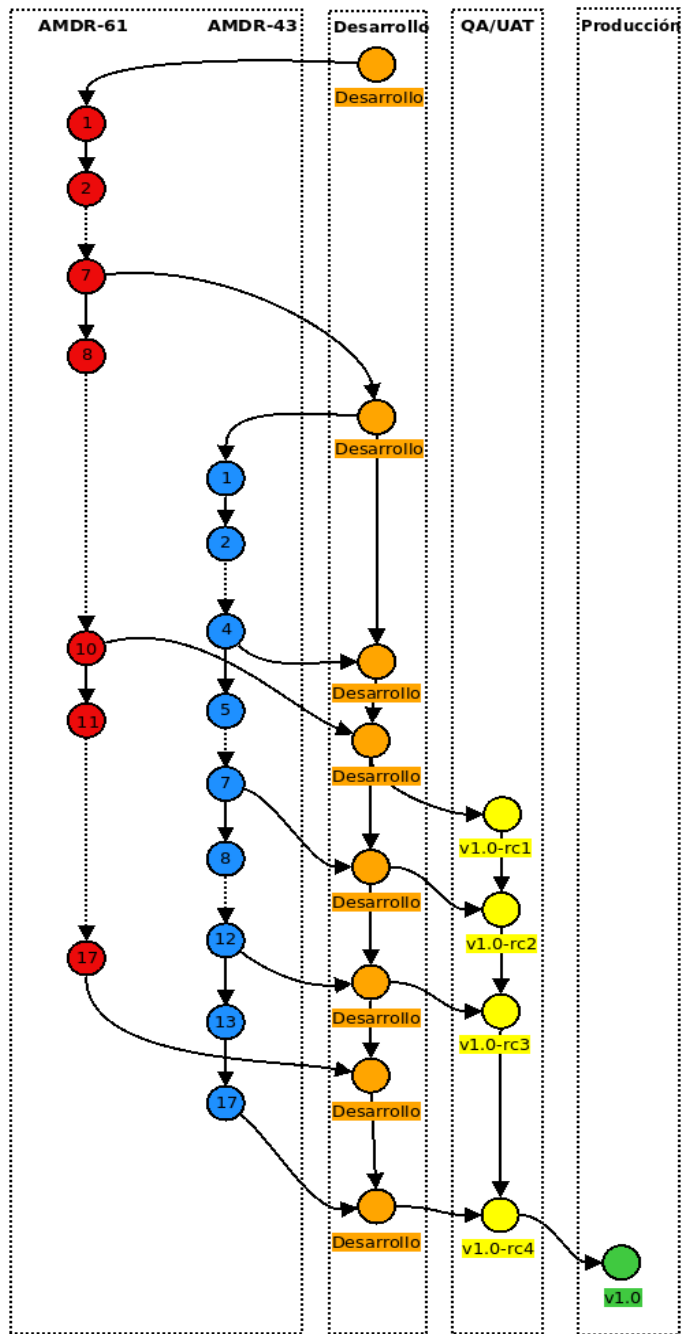 AMDR-61 AMDR-43 Desarrollo QA/UAT Producción
Desarrollo
1
2
7
8
Desarrollo
1
2
4
10
Desarrollo
5
11
Desarrollo
7
v1.0-rc1
8
Desarrollo
12
v1.0-rc2
17
Desarrollo
13
v1.0-rc3
17
Desarrollo
Desarrollo
v1.0-rc4
v1.0